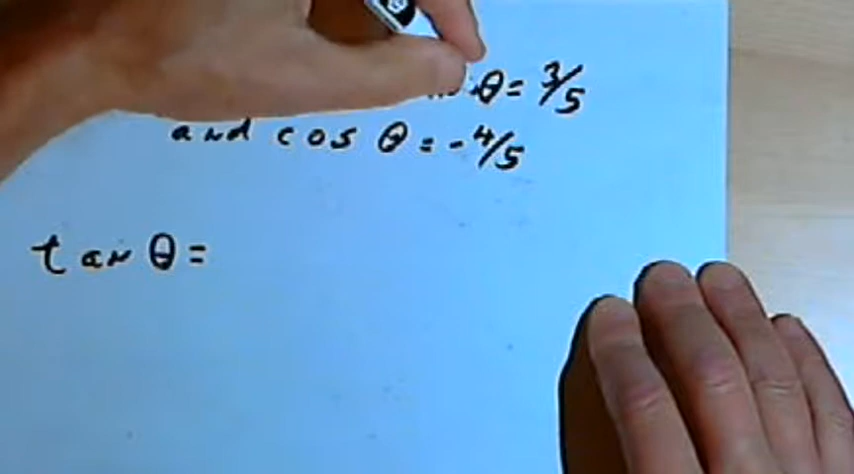 θ = 3/5
and cos θ = -4/5
tan θ =